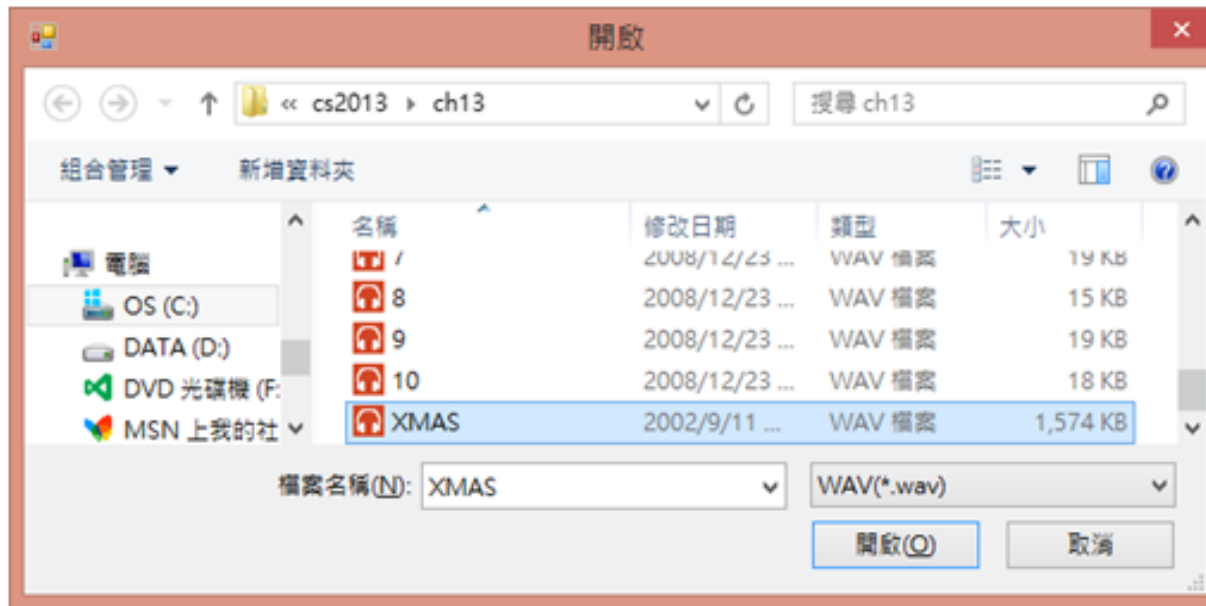 開啟
« cs2013 ▸ ch13
搜尋 ch13
組合管理 新增資料夾
名稱 修改日期 類型 大小
7 2008/12/23 ... WAV 檔案 19 KB
8 2008/12/23 ... WAV 檔案 15 KB
9 2008/12/23 ... WAV 檔案 19 KB
10 2008/12/23 ... WAV 檔案 18 KB
XMAS 2002/9/11 ... WAV 檔案 1,574 KB
電腦
OS (C:)
DATA (D:)
DVD 光碟機 (F:
MSN 上我的社
檔案名稱(N): XMAS
WAV(*.wav)
開啟(O) 取消